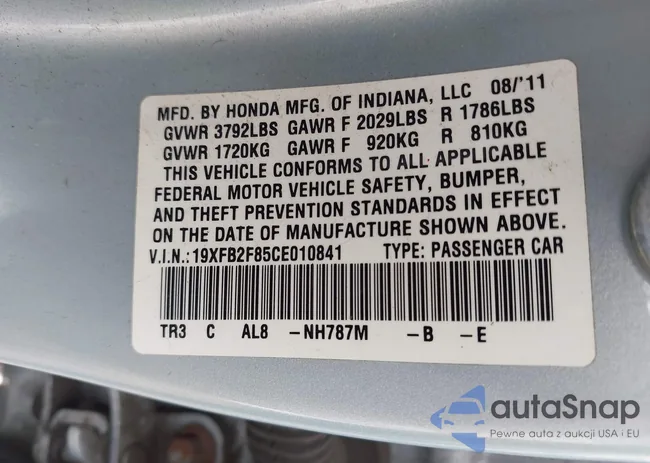 MFD. BY HONDA MFG. OF INDIANA, LLC 08/'11
GVWR 3792LBS GAWR F 2029LBS R 1786LBS
GVWR 1720KG GAWR F 920KG R 810KG
THIS VEHICLE CONFORMS TO ALL APPLICABLE
FEDERAL MOTOR VEHICLE SAFETY, BUMPER,
AND THEFT PREVENTION STANDARDS IN EFFECT
ON THE DATE OF MANUFACTURE SHOWN ABOVE.
V.I.N.: 19XFB2F85CE010841 TYPE: PASSENGER CAR
TR3 C AL8 -NH787M -B -E
autaSnap
Pewne auta z aukcji USA i EU